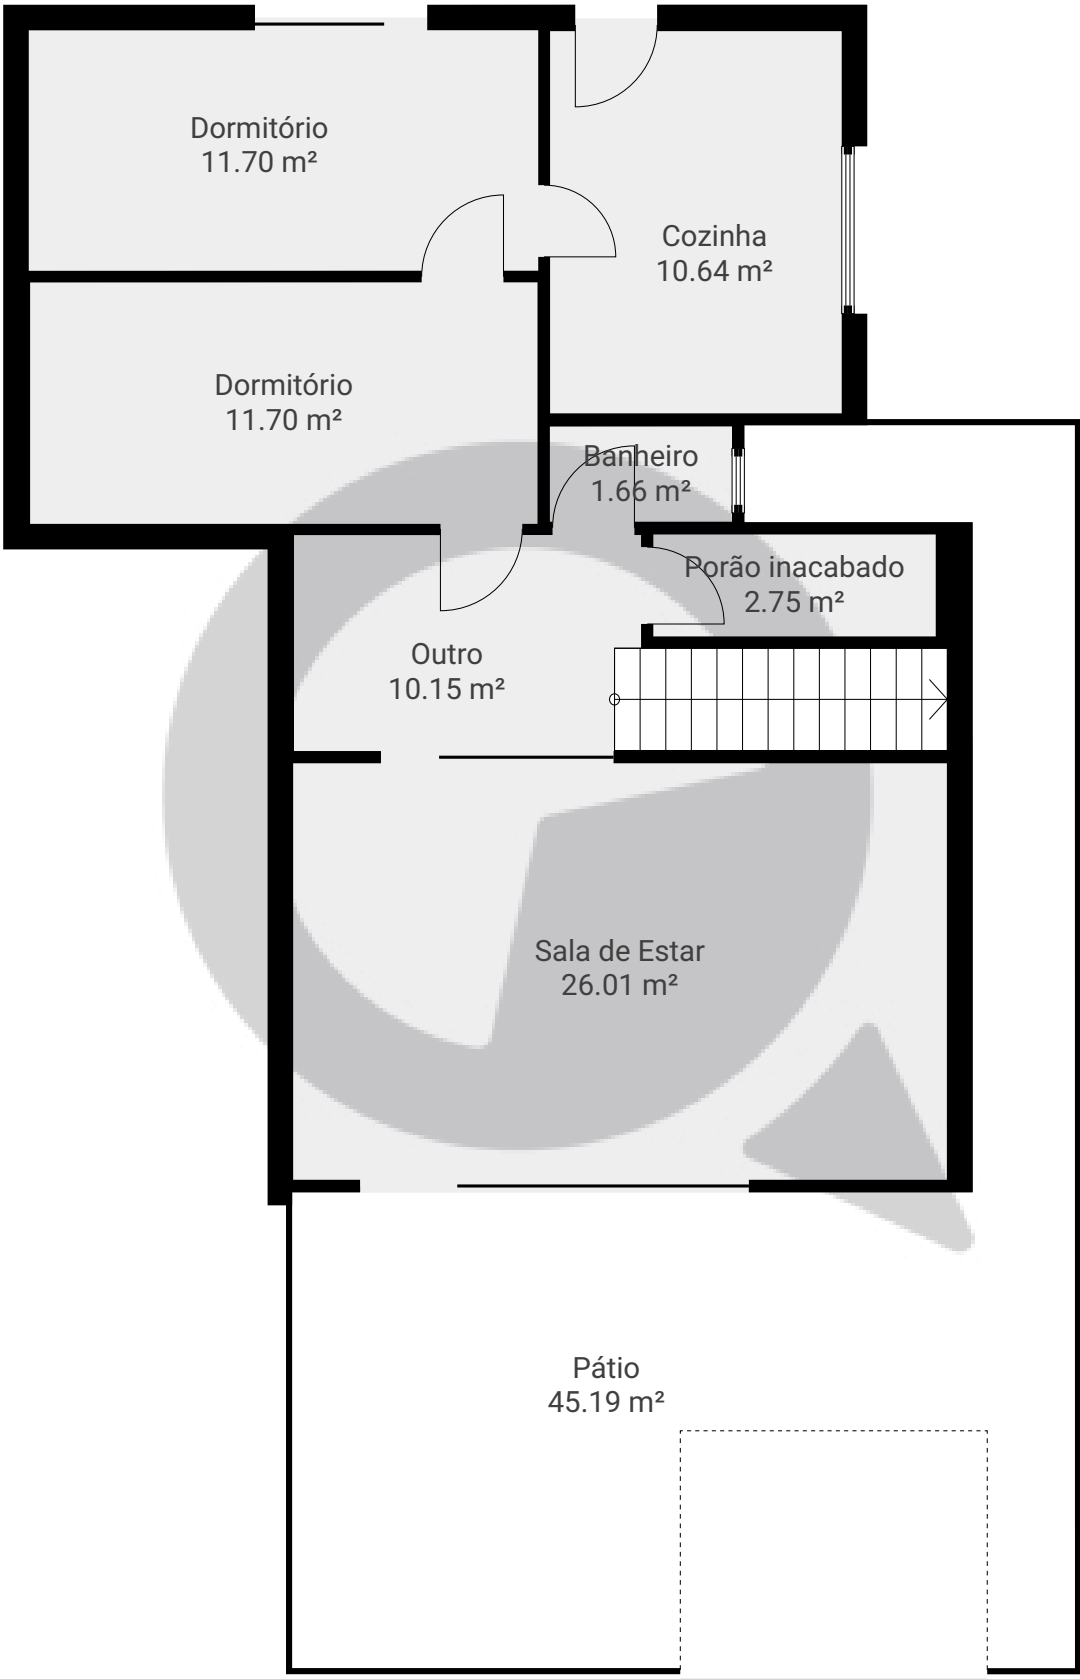 Dormitório
11.70 m²
Cozinha
10.64 m²
Dormitório
11.70 m²
Banheiro
1.66 m²
Porão inacabado
2.75 m²
Outro
10.15 m²
Sala de Estar
26.01 m²
Pátio
45.19 m²